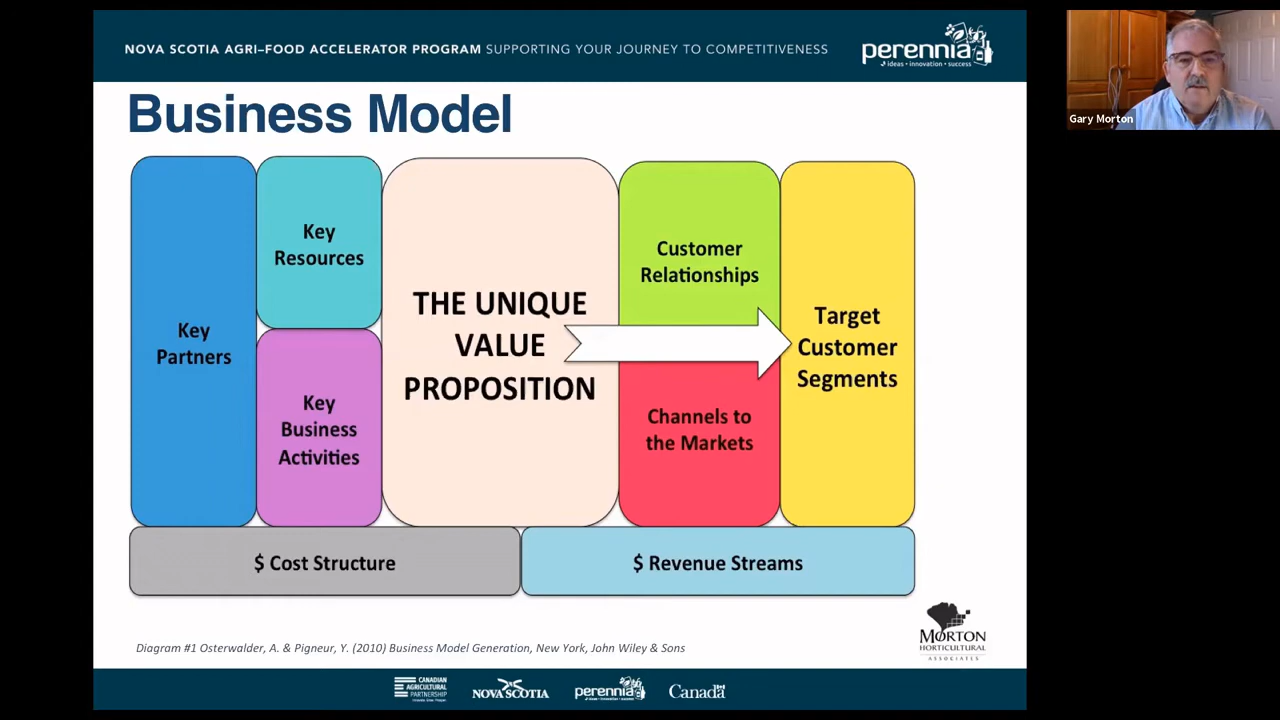 NOVA SCOTIA AGRI–FOOD ACCELERATOR PROGRAM SUPPORTING YOUR JOURNEY TO COMPETITIVENESS
perennia
ideas • innovation • success
Gary Morton
Business Model
Key
Partners
Key
Resources
Key
Business
Activities
THE UNIQUE
VALUE
PROPOSITION
Customer
Relationships
Channels to
the Markets
Target
Customer
Segments
$ Cost Structure
$ Revenue Streams
MORTON
HORTICULTURAL
ASSOCIATES
Diagram #1 Osterwalder, A. & Pigneur, Y. (2010) Business Model Generation, New York, John Wiley & Sons
CANADIAN
AGRICULTURAL
PARTNERSHIP
NOVA SCOTIA
perennia
Canada